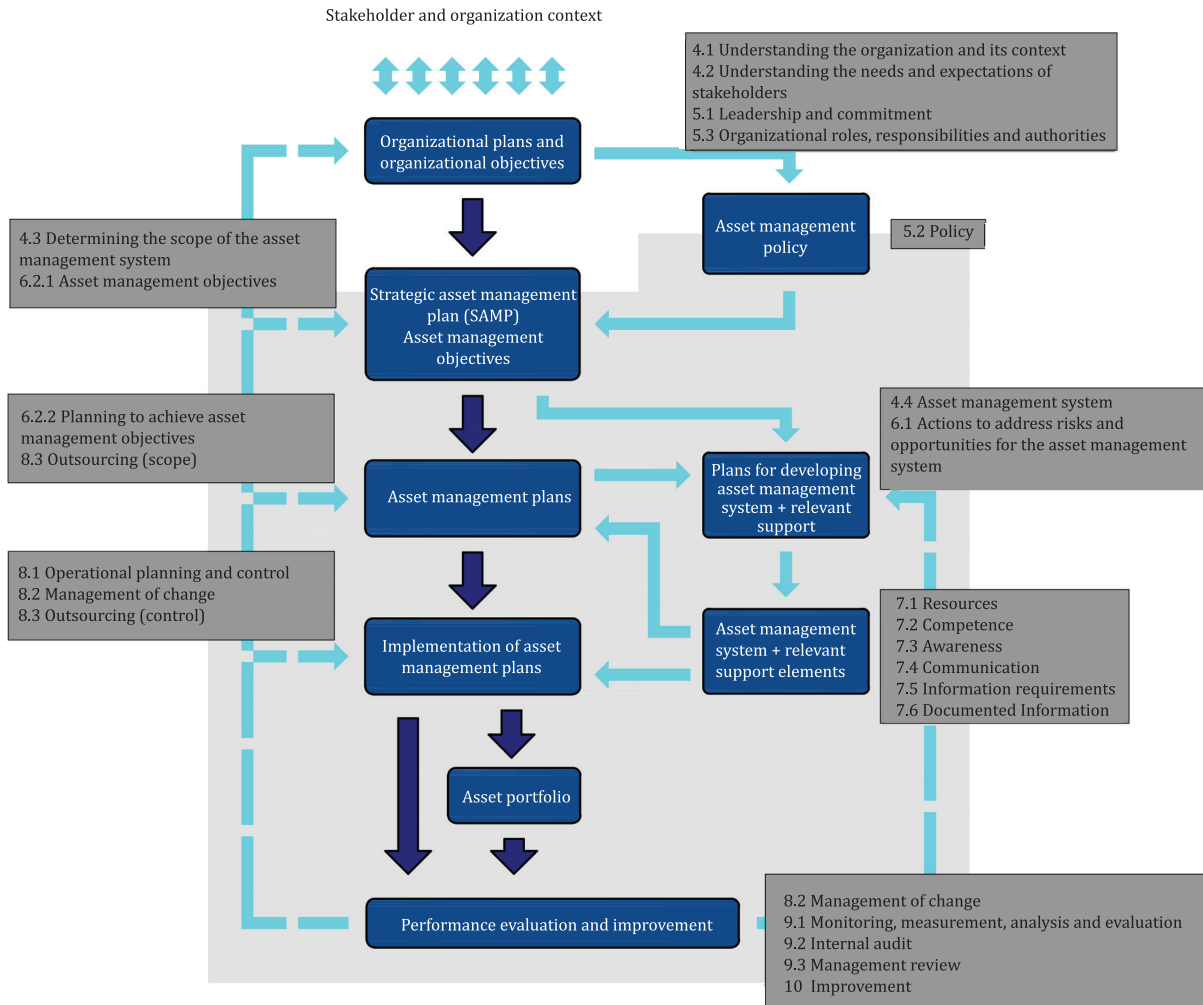 Stakeholder and organization context
4.1 Understanding the organization and its context
4.2 Understanding the needs and expectations of
stakeholders
5.1 Leadership and commitment
5.3 Organizational roles, responsibilities and authorities
Organizational plans and
organizational objectives
4.3 Determining the scope of the asset
management system
6.2.1 Asset management objectives
Asset management
policy
5.2 Policy
Strategic asset management
plan (SAMP)
Asset management
objectives
6.2.2 Planning to achieve asset
management objectives
8.3 Outsourcing (scope)
4.4 Asset management system
6.1 Actions to address risks and
opportunities for the asset management
system
Asset management plans
Plans for developing
asset management
system + relevant
support
8.1 Operational planning and control
8.2 Management of change
8.3 Outsourcing (control)
Implementation of asset
management plans
Asset management
system + relevant
support elements
7.1 Resources
7.2 Competence
7.3 Awareness
7.4 Communication
7.5 Information requirements
7.6 Documented Information
Asset portfolio
Performance evaluation and improvement
8.2 Management of change
9.1 Monitoring, measurement, analysis and evaluation
9.2 Internal audit
9.3 Management review
10 Improvement